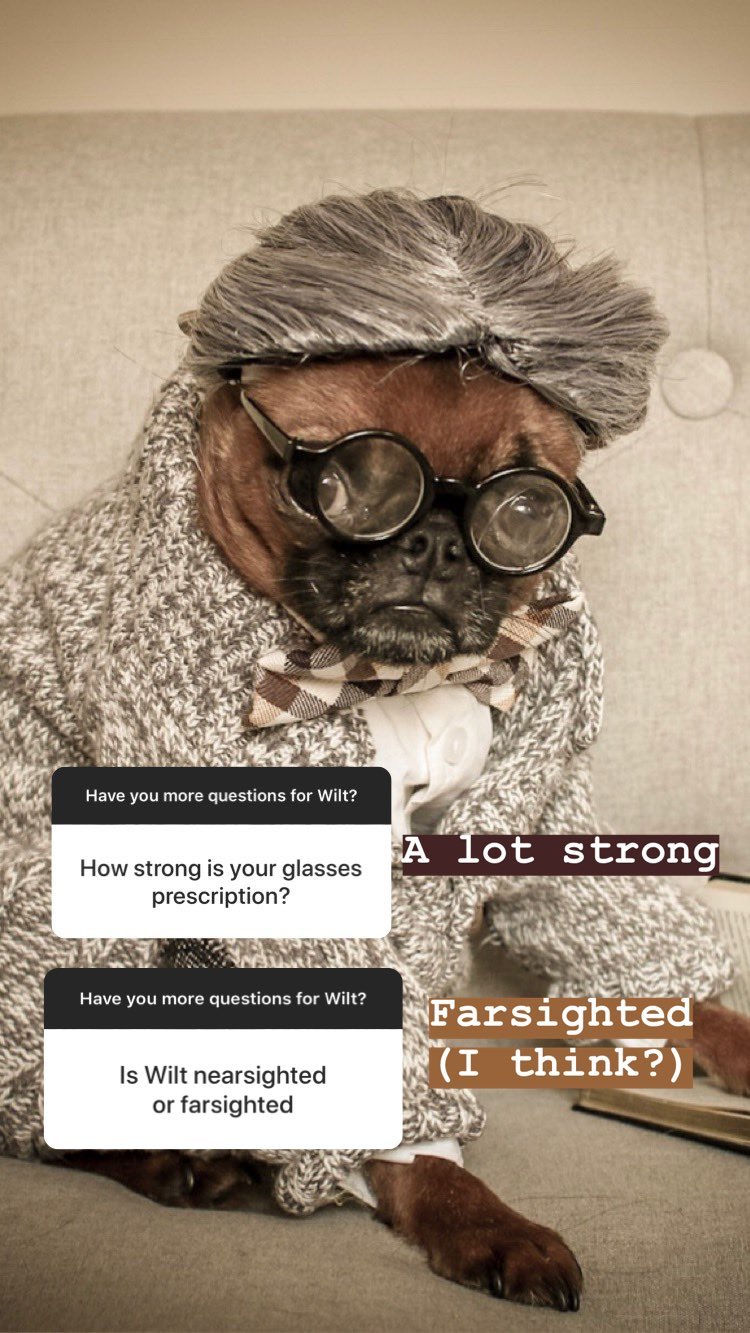 Have you more questions for Wilt?
How strong is your glasses
prescription?
A lot strong
Have you more questions for Wilt?
Is Wilt nearsighted
or farsighted
Farsighted
(I think?)